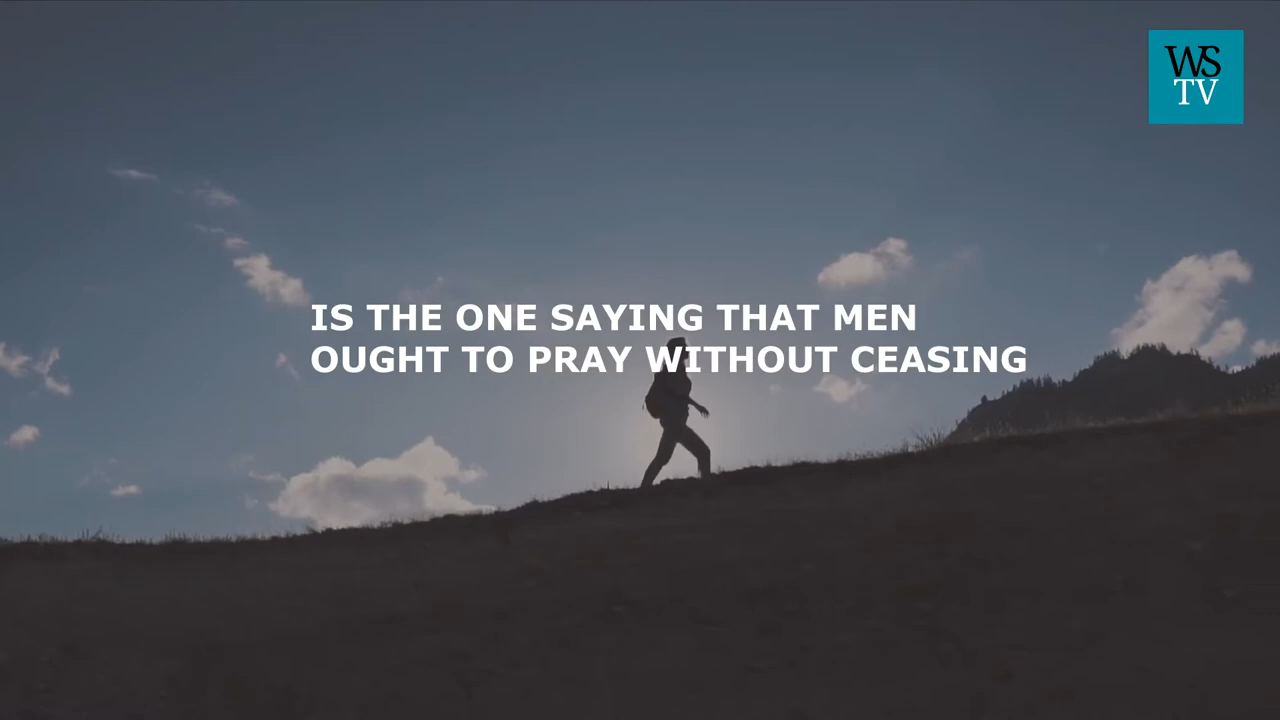 WS
TV
IS THE ONE SAYING THAT MEN
OUGHT TO PRAY WITHOUT CEASING